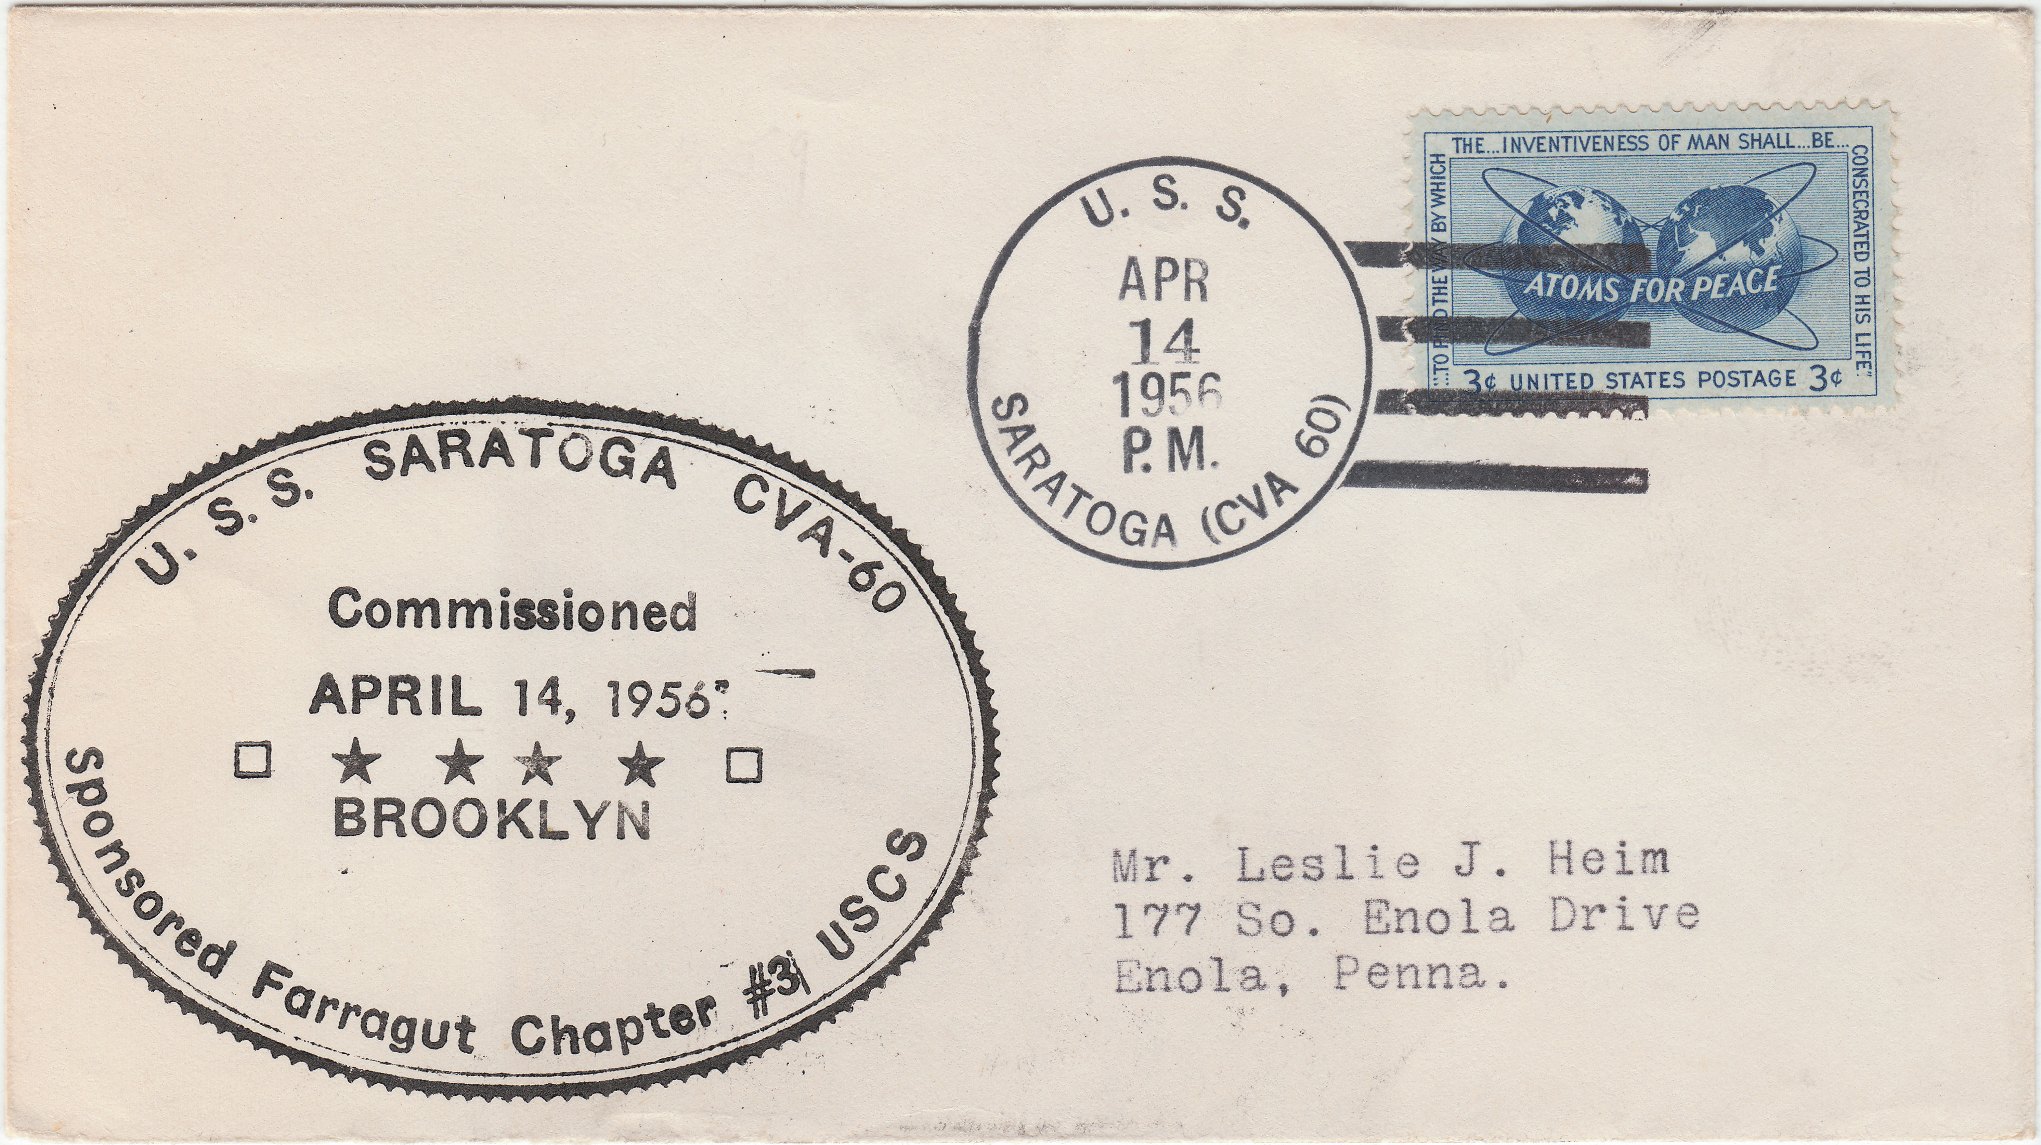 U. S. S. SARATOGA CVA-60
Commissioned
APRIL 14, 1956
BROOKLYN
Sponsored Farragut Chapter #3 USCS
U. S. S.
APR
14
1956
P.M.
SARATOGA (CVA 60)
"...TO FIND THE WAY BY WHICH
THE...INVENTIVENESS OF MAN SHALL...BE...
CONSECRATED TO HIS LIFE."
ATOMS FOR PEACE
3¢ UNITED STATES POSTAGE 3¢
Mr. Leslie J. Heim
177 So. Enola Drive
Enola, Penna.